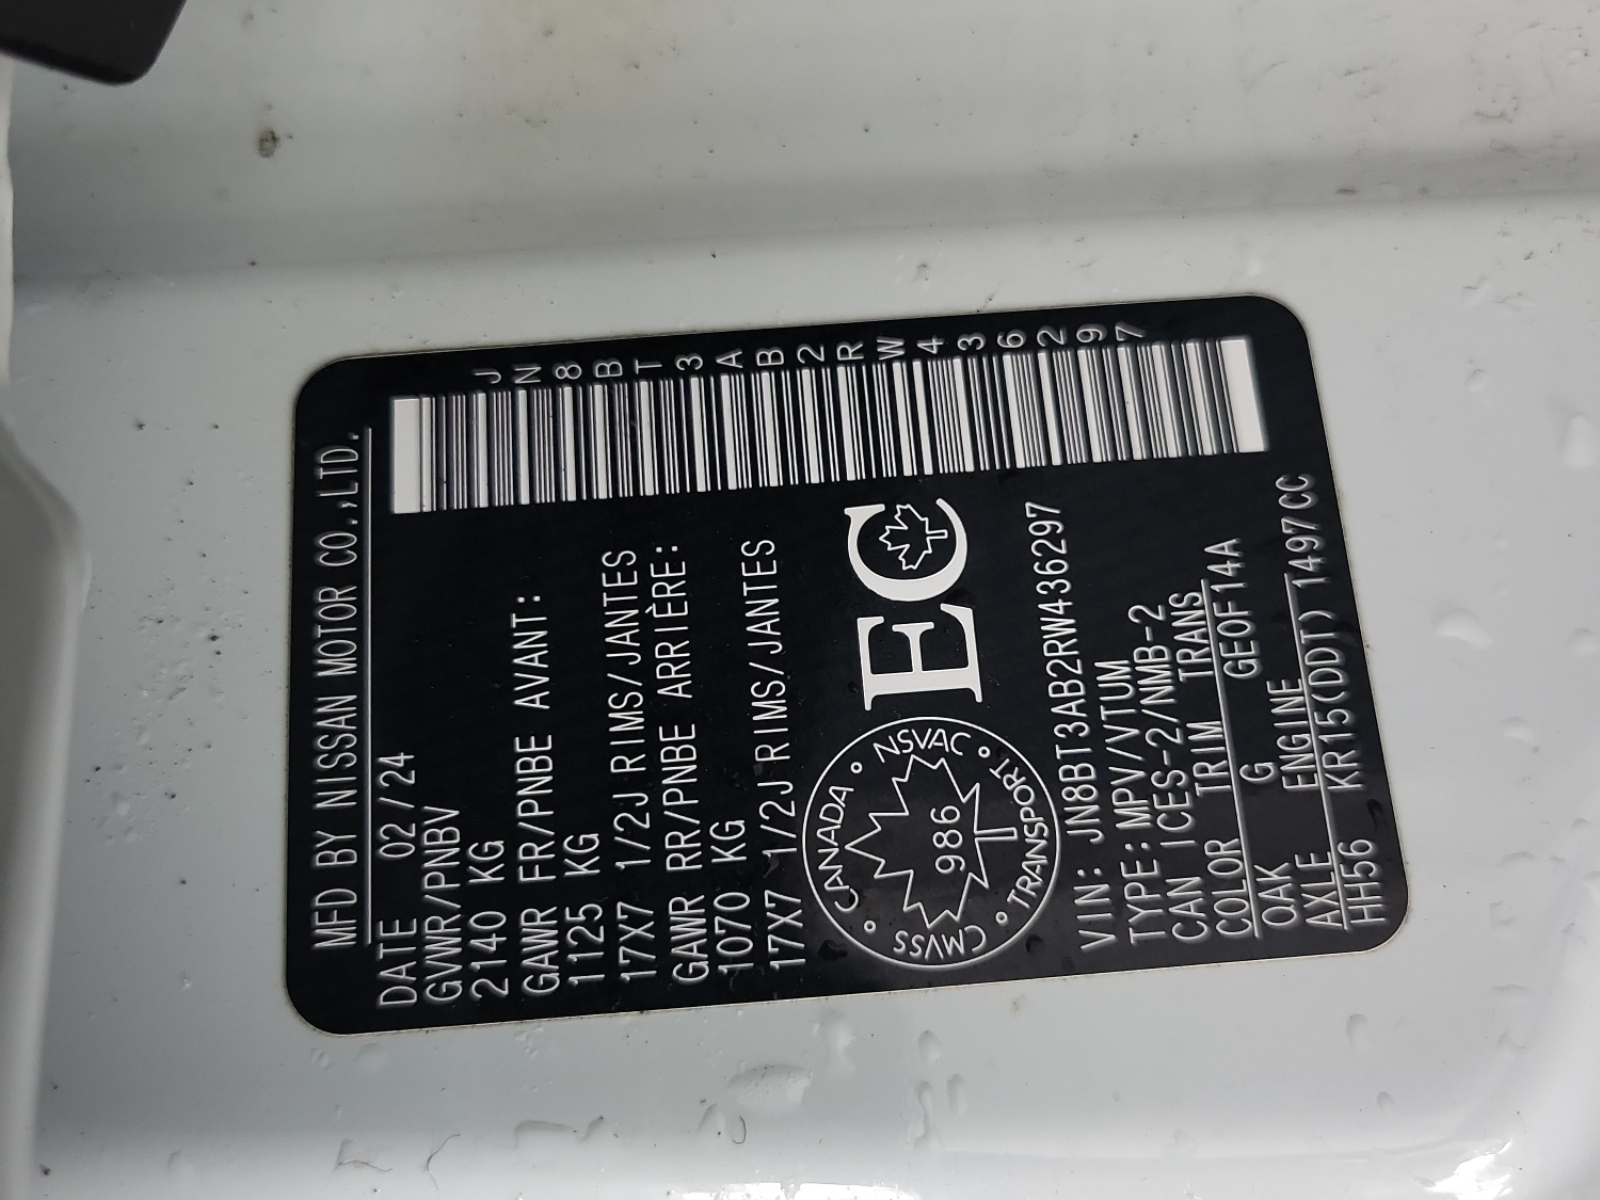 MFD BY NISSAN MOTOR CO.,LTD.
DATE 02/24
GVWR/PNBV
2140 KG
GAWR FR/PNBE AVANT:
1125 KG
17X7 1/2J RIMS/JANTES
GAWR RR/PNBE ARRIÈRE:
1070 KG
17X7 1/2J RIMS/JANTES
JN8BT3AB2RW436297
CANADA NSVAC TRANSPORT CMVSS
986
EC
VIN: JN8BT3AB2RW436297
TYPE:MPV/VTUM
CAN ICES-2/NMB-2
COLOR TRIM TRANS
QAK G GE0F14A
AXLE ENGINE
HH56 KR15(DDT) 1497CC